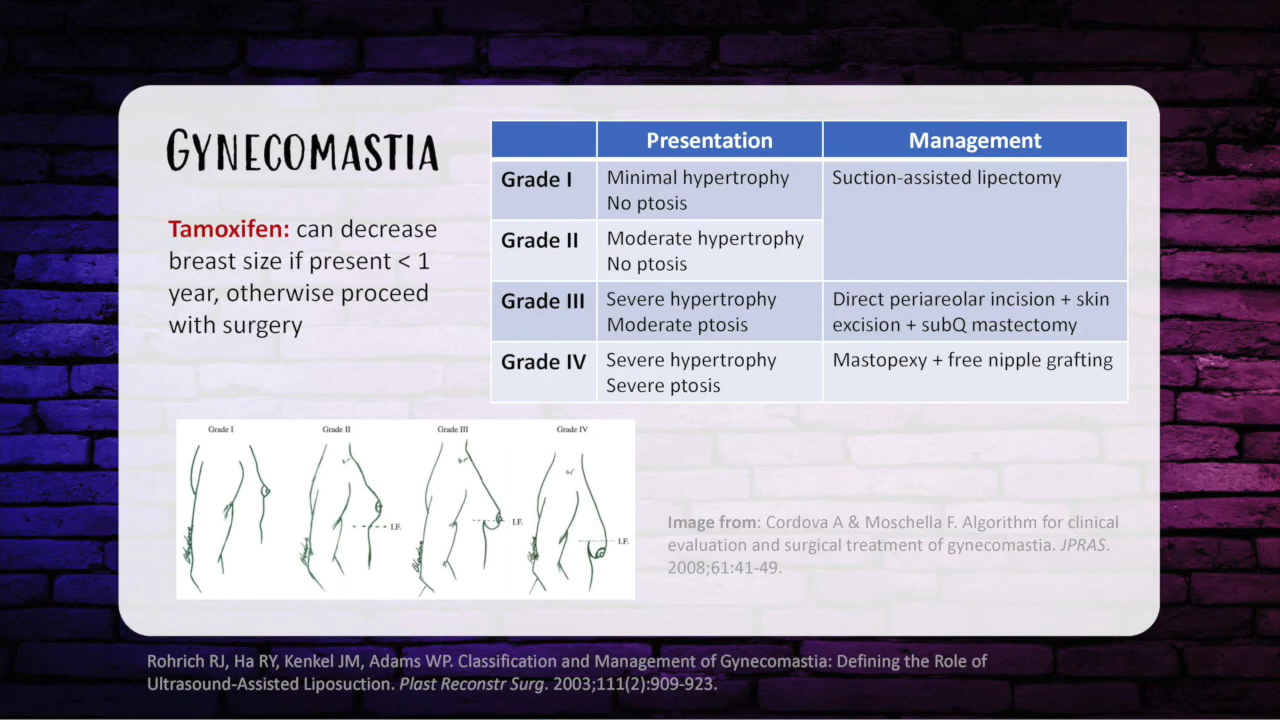 GYNECOMASTIA
Tamoxifen: can decrease
breast size if present < 1
year, otherwise proceed
with surgery
Presentation
Management
Grade I
Minimal hypertrophy
No ptosis
Suction-assisted lipectomy
Grade II
Moderate hypertrophy
No ptosis
Grade III
Severe hypertrophy
Moderate ptosis
Direct periareolar incision + skin
excision + subQ mastectomy
Grade IV
Severe hypertrophy
Severe ptosis
Mastopexy + free nipple grafting
Grade I
Grade II
Grade III
Grade IV
I.F.
I.F.
I.F.
Image from: Cordova A & Moschella F. Algorithm for clinical
evaluation and surgical treatment of gynecomastia. JPRAS.
2008;61:41-49.
Rohrich RJ, Ha RY, Kenkel JM, Adams WP. Classification and Management of Gynecomastia: Defining the Role of
Ultrasound-Assisted Liposuction. Plast Reconstr Surg. 2003;111(2):909-923.